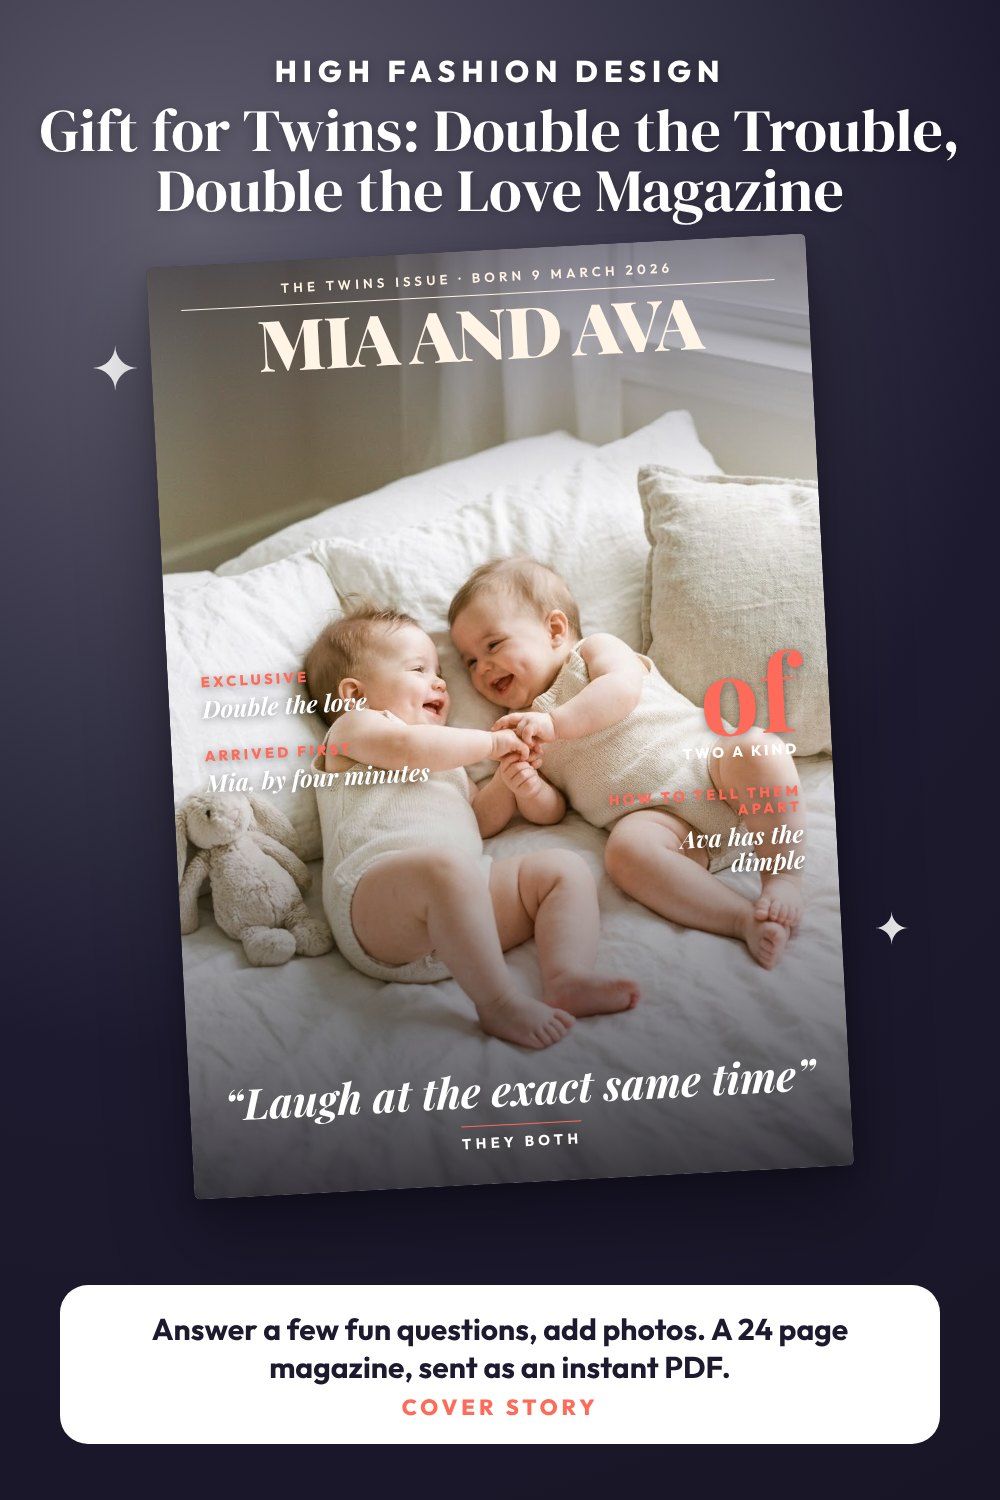 HIGH FASHION DESIGN
Gift for Twins: Double the Trouble,
Double the Love Magazine
THE TWINS ISSUE · BORN 9 MARCH 2026
MIA AND AVA
EXCLUSIVE
Double the love
ARRIVED FIRST
Mia, by four minutes
of
TWO A KIND
HOW TO TELL THEM
APART
Ava has the
dimple
“Laugh at the exact same time”
THEY BOTH
Answer a few fun questions, add photos. A 24 page
magazine, sent as an instant PDF.
COVER STORY